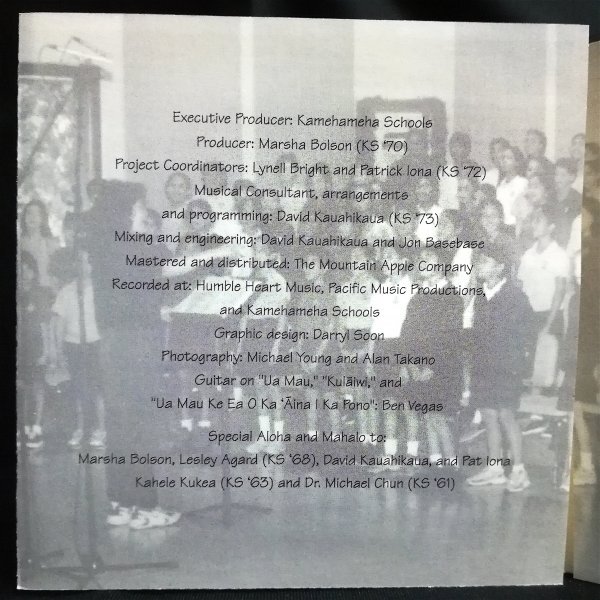 Executive Producer: Kamehameha Schools
Producer: Marsha Bolson (KS '70)
Project Coordinators: Lynell Bright and Patrick Iona (KS '72)
Musical Consultant, arrangements
and programming: David Kauahikaua (KS '73)
Mixing and engineering: David Kauahikaua and Jon Basebase
Mastered and distributed: The Mountain Apple Company
Recorded at: Humble Heart Music, Pacific Music Productions,
and Kamehameha Schools
Graphic design: Darryl Soon
Photography: Michael Young and Alan Takano
Guitar on "Ua Mau," "Kulāiwi," and
"Ua Mau Ke Ea O Ka ‘Āina I Ka Pono": Ben Vegas
Special Aloha and Mahalo to:
Marsha Bolson, Lesley Agard (KS ‘68), David Kauahikaua, and Pat Iona
Kahele Kukea (KS ‘63) and Dr. Michael Chun (KS ‘61)